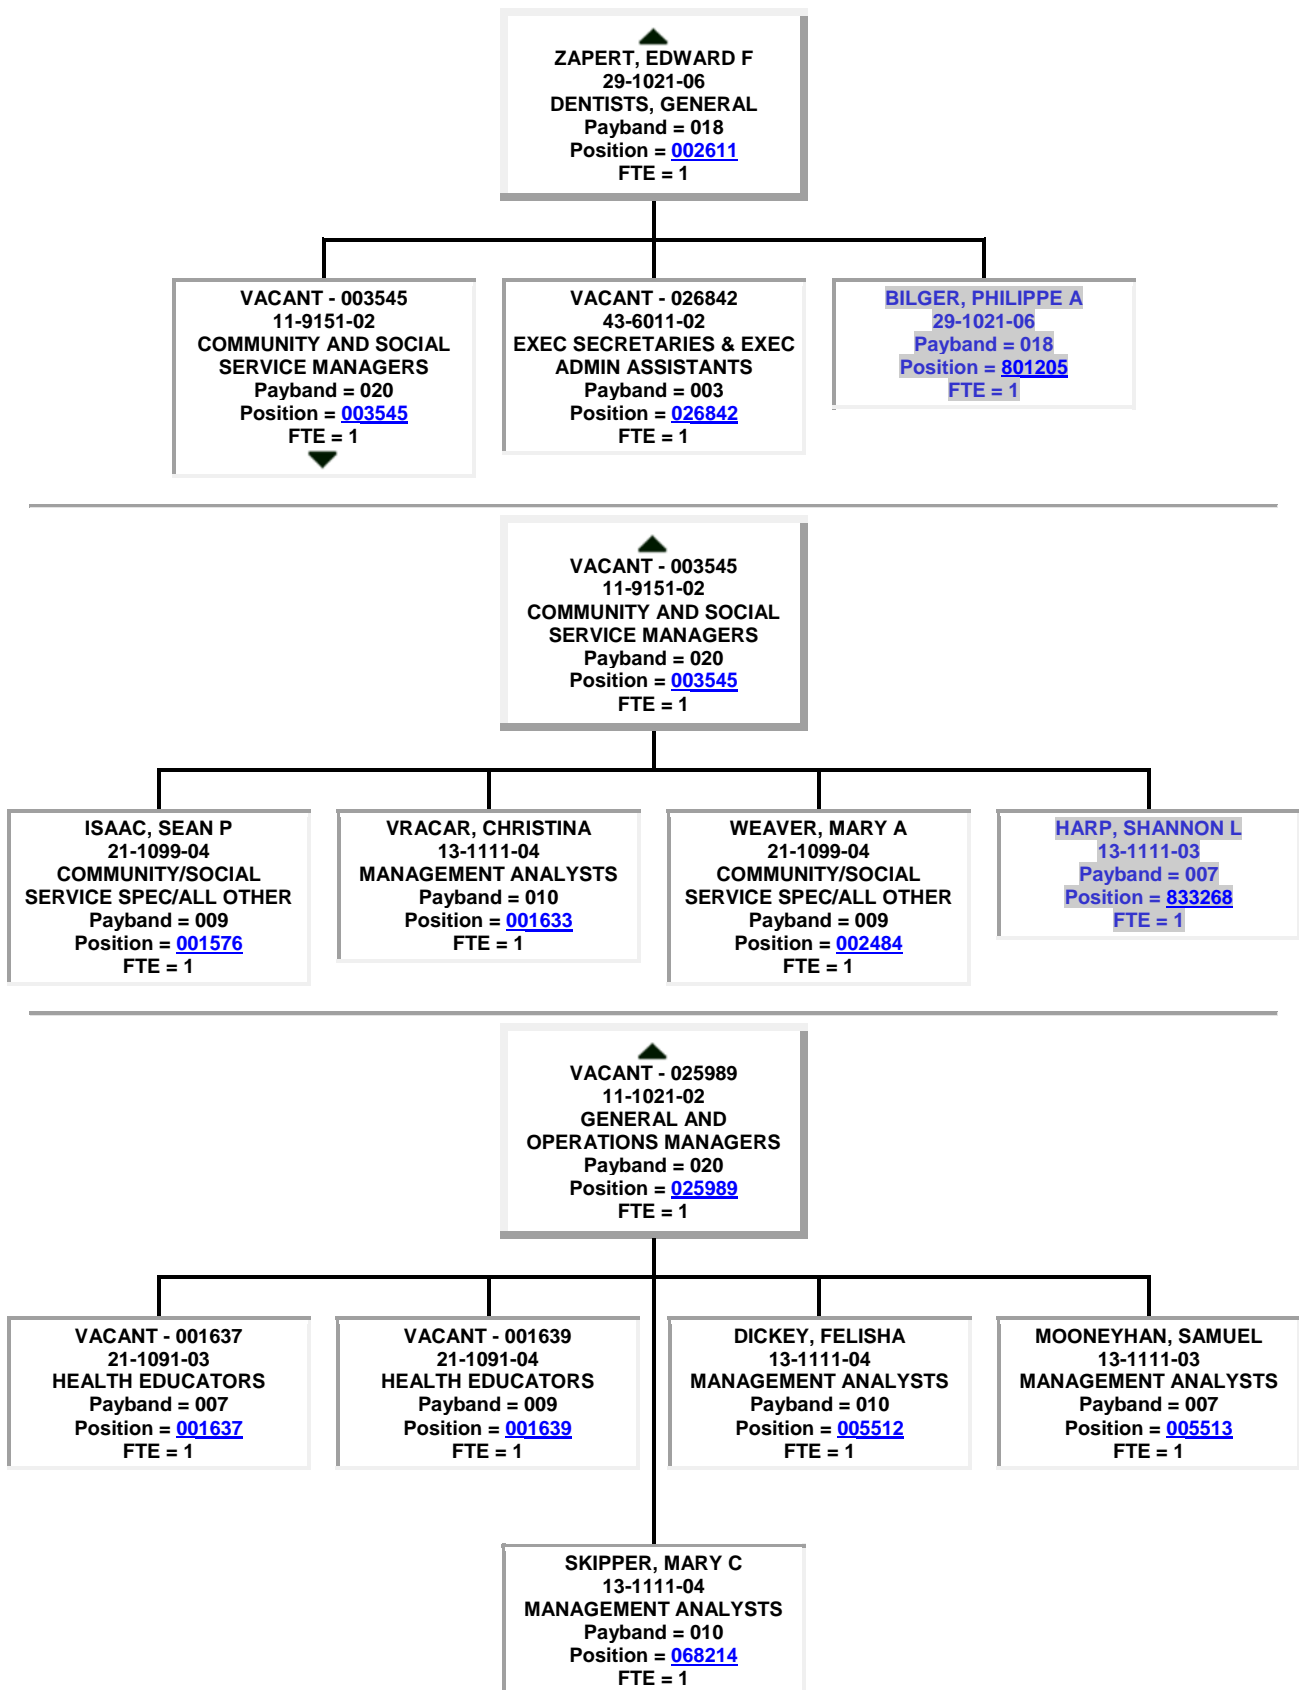 ZAPERT, EDWARD F
29-1021-06
DENTISTS, GENERAL
Payband = 018
Position = 002611
FTE = 1
VACANT - 003545
11-9151-02
COMMUNITY AND SOCIAL
SERVICE MANAGERS
Payband = 020
Position = 003545
FTE = 1
VACANT - 026842
43-6011-02
EXEC SECRETARIES & EXEC
ADMIN ASSISTANTS
Payband = 003
Position = 026842
FTE = 1
BILGER, PHILIPPE A
29-1021-06
Payband = 018
Position = 801205
FTE = 1
VACANT - 003545
11-9151-02
COMMUNITY AND SOCIAL
SERVICE MANAGERS
Payband = 020
Position = 003545
FTE = 1
ISAAC, SEAN P
21-1099-04
COMMUNITY/SOCIAL
SERVICE SPEC/ALL OTHER
Payband = 009
Position = 001576
FTE = 1
VRACAR, CHRISTINA
13-1111-04
MANAGEMENT ANALYSTS
Payband = 010
Position = 001633
FTE = 1
WEAVER, MARY A
21-1099-04
COMMUNITY/SOCIAL
SERVICE SPEC/ALL OTHER
Payband = 009
Position = 002484
FTE = 1
HARP, SHANNON L
13-1111-03
Payband = 007
Position = 833268
FTE = 1
VACANT - 025989
11-1021-02
GENERAL AND
OPERATIONS MANAGERS
Payband = 020
Position = 025989
FTE = 1
VACANT - 001637
21-1091-03
HEALTH EDUCATORS
Payband = 007
Position = 001637
FTE = 1
VACANT - 001639
21-1091-04
HEALTH EDUCATORS
Payband = 009
Position = 001639
FTE = 1
DICKEY, FELISHA
13-1111-04
MANAGEMENT ANALYSTS
Payband = 010
Position = 005512
FTE = 1
MOONEYHAN, SAMUEL
13-1111-03
MANAGEMENT ANALYSTS
Payband = 007
Position = 005513
FTE = 1
SKIPPER, MARY C
13-1111-04
MANAGEMENT ANALYSTS
Payband = 010
Position = 068214
FTE = 1